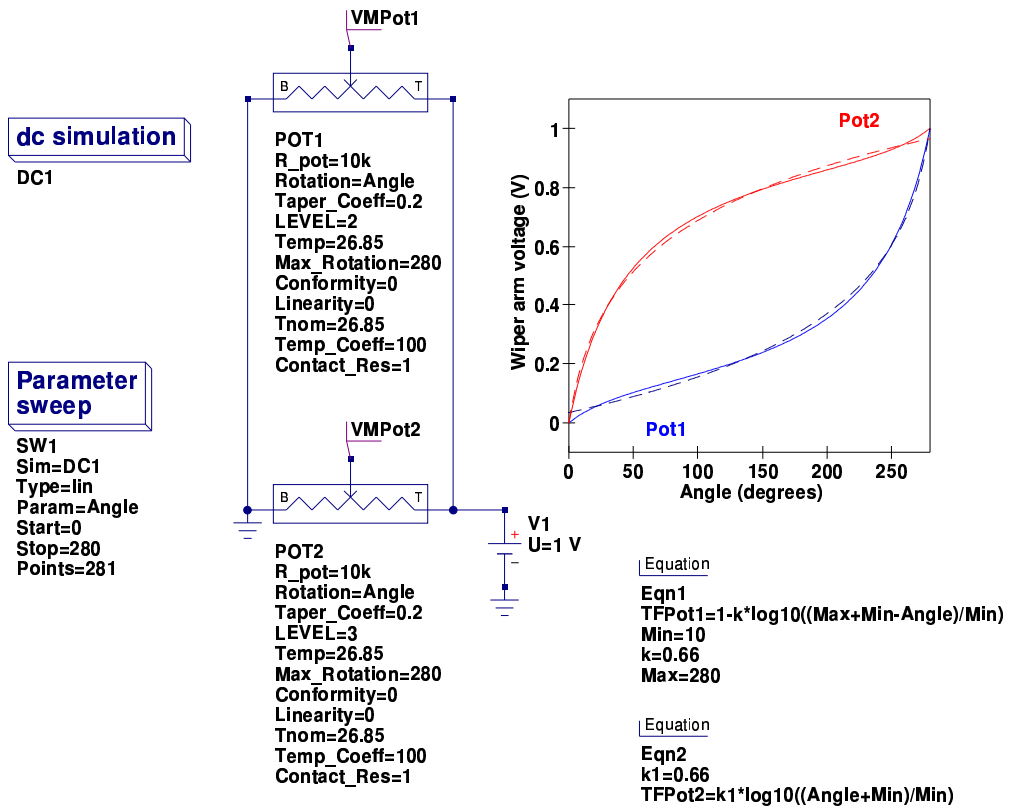 VMPot1
B
T
dc simulation
DC1
POT1
R_pot=10k
Rotation=Angle
Taper_Coeff=0.2
LEVEL=2
Temp=26.85
Max_Rotation=280
Conformity=0
Linearity=0
Tnom=26.85
Temp_Coeff=100
Contact_Res=1
Parameter
sweep
SW1
Sim=DC1
Type=lin
Param=Angle
Start=0
Stop=280
Points=281
VMPot2
B
T
POT2
R_pot=10k
Rotation=Angle
Taper_Coeff=0.2
LEVEL=3
Temp=26.85
Max_Rotation=280
Conformity=0
Linearity=0
Tnom=26.85
Temp_Coeff=100
Contact_Res=1
V1
U=1 V
+
−
Pot2
Pot1
Wiper arm voltage (V)
1
0.8
0.6
0.4
0.2
0
0 50 100 150 200 250
Angle (degrees)
Equation
Eqn1
TFPot1=1-k*log10((Max+Min-Angle)/Min)
Min=10
k=0.66
Max=280
Equation
Eqn2
k1=0.66
TFPot2=k1*log10((Angle+Min)/Min)